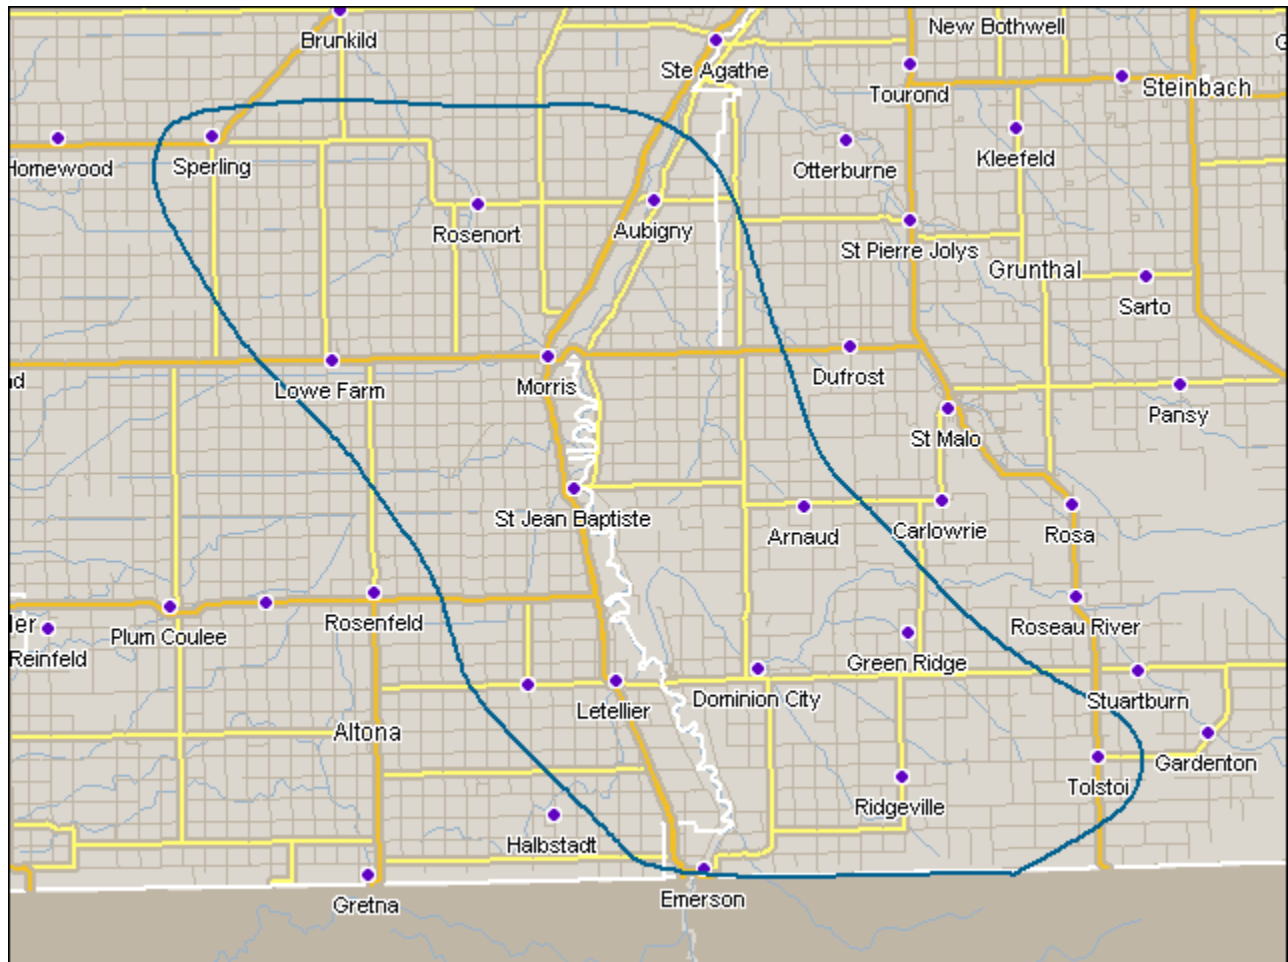 New Bothwell
Brunkild
Ste Agathe
Steinbach
Tourond
Homewood
Sperling
Otterburne
Kleefeld
Rosenort
Aubigny
St Pierre Jolys
Grunthal
Sarto
Dufrost
Lowe Farm
Morris
Pansy
St Malo
St Jean Baptiste
Arnaud
Carlowrie
Rosa
Plum Coulee
Rosenfeld
Roseau River
Reinfeld
Green Ridge
Dominion City
Stuartburn
Letellier
Altona
Gardenton
Tolstoi
Ridgeville
Halbstadt
Gretna
Emerson